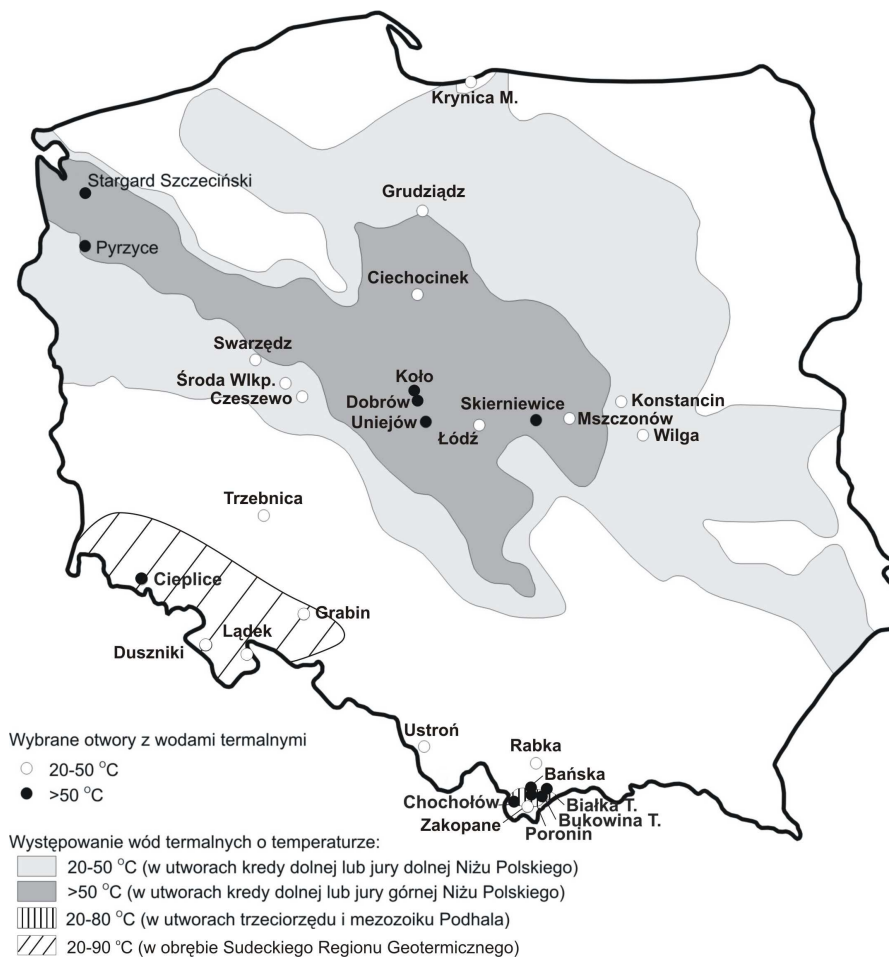 Krynica M.
Stargard Szczeciński
Grudziądz
Pyrzyce
Ciechocinek
Swarzędz
Środa Wlkp.
Koło
Czeszewo
Dobrów
Skierniewice
Konstancin
Uniejów
Mszczonów
Łódź
Wilga
Trzebnica
Cieplice
Grabin
Lądek
Duszniki
Ustroń
Rabka
Bańska
Chochołów
Białka T.
Bukowina T.
Zakopane
Poronin
Wybrane otwory z wodami termalnymi
20-50 °C
>50 °C
Występowanie wód termalnych o temperaturze:
20-50 °C (w utworach kredy dolnej lub jury dolnej Niżu Polskiego)
>50 °C (w utworach kredy dolnej lub jury górnej Niżu Polskiego)
20-80 °C (w utworach trzeciorzędu i mezozoiku Podhala)
20-90 °C (w obrębie Sudeckiego Regionu Geotermicznego)